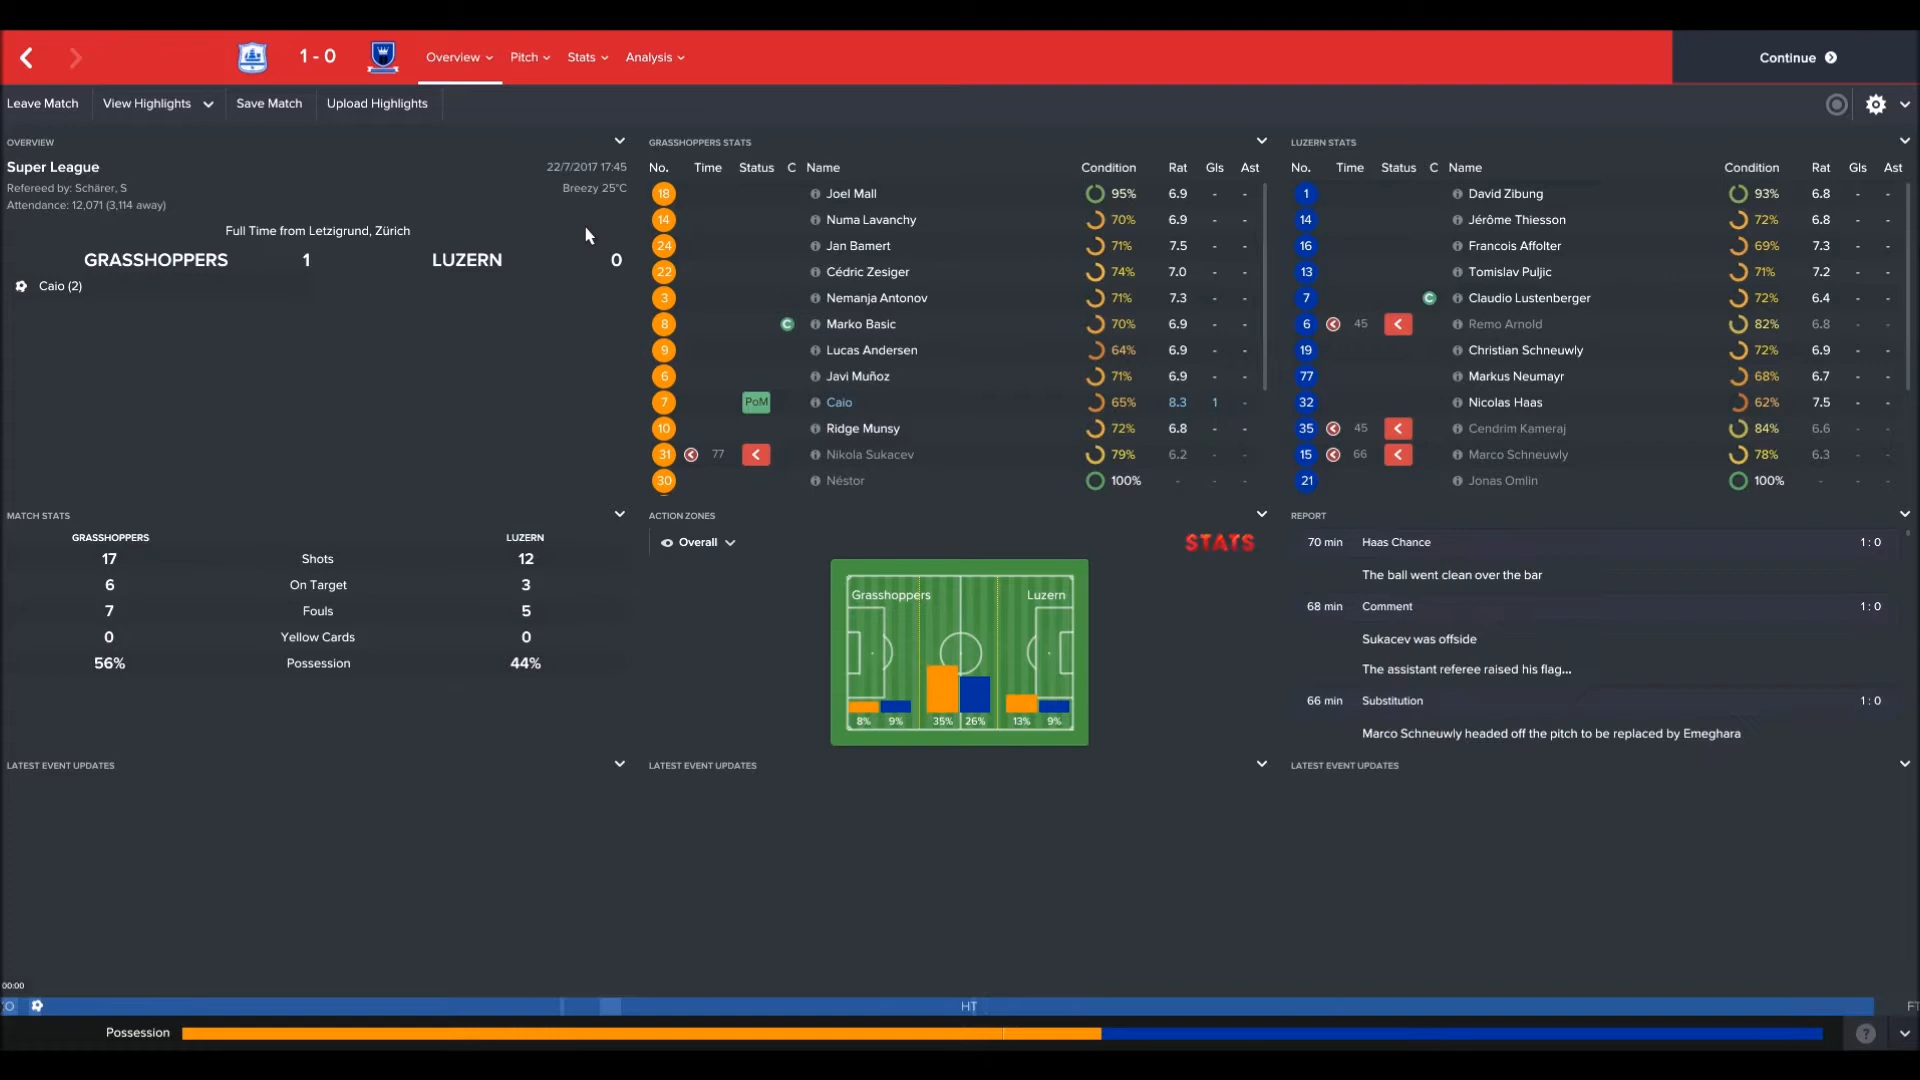 1 - 0
Overview
Pitch
Stats
Analysis
Continue
Leave Match
View Highlights
Save Match
Upload Highlights
OVERVIEW
Super League 22/7/2017 17:45
Refereed by: Schärer, S Breezy 25°C
Attendance: 12,071 (3,114 away)
Full Time from Letzigrund, Zürich
GRASSHOPPERS 1 LUZERN 0
Caio (2)
GRASSHOPPERS STATS
No. Time Status C Name Condition Rat Gls Ast
18 Joel Mall 95% 6.9 - -
14 Numa Lavanchy 70% 6.9 - -
24 Jan Bamert 71% 7.5 - -
22 Cédric Zesiger 74% 7.0 - -
3 Nemanja Antonov 71% 7.3 - -
8 C Marko Basic 70% 6.9 - -
9 Lucas Andersen 64% 6.9 - -
6 Javi Muñoz 71% 6.9 - -
7 PoM Caio 65% 8.3 1 -
10 Ridge Munsy 72% 6.8 - -
31 77 Nikola Sukacev 79% 6.2 - -
30 Néstor 100% - - -
LUZERN STATS
No. Time Status C Name Condition Rat Gls Ast
1 David Zibung 93% 6.8 - -
14 Jérôme Thiesson 72% 6.8 - -
16 Francois Affolter 69% 7.3 - -
13 Tomislav Puljic 71% 7.2 - -
7 C Claudio Lustenberger 72% 6.4 - -
6 45 Remo Arnold 82% 6.8 - -
19 Christian Schneuwly 72% 6.9 - -
77 Markus Neumayr 68% 6.7 - -
32 Nicolas Haas 62% 7.5 - -
35 45 Cendrim Kameraj 84% 6.6 - -
15 66 Marco Schneuwly 78% 6.3 - -
21 Jonas Omlin 100% - - -
MATCH STATS
GRASSHOPPERS LUZERN
17 Shots 12
6 On Target 3
7 Fouls 5
0 Yellow Cards 0
56% Possession 44%
ACTION ZONES
Overall
STATS
Grasshoppers Luzern
8% 9% 35% 26% 13% 9%
REPORT
70 min Haas Chance 1 : 0
The ball went clean over the bar
68 min Comment 1 : 0
Sukacev was offside
The assistant referee raised his flag...
66 min Substitution 1 : 0
Marco Schneuwly headed off the pitch to be replaced by Emeghara
LATEST EVENT UPDATES
LATEST EVENT UPDATES
LATEST EVENT UPDATES
00:00
HT
Possession
?